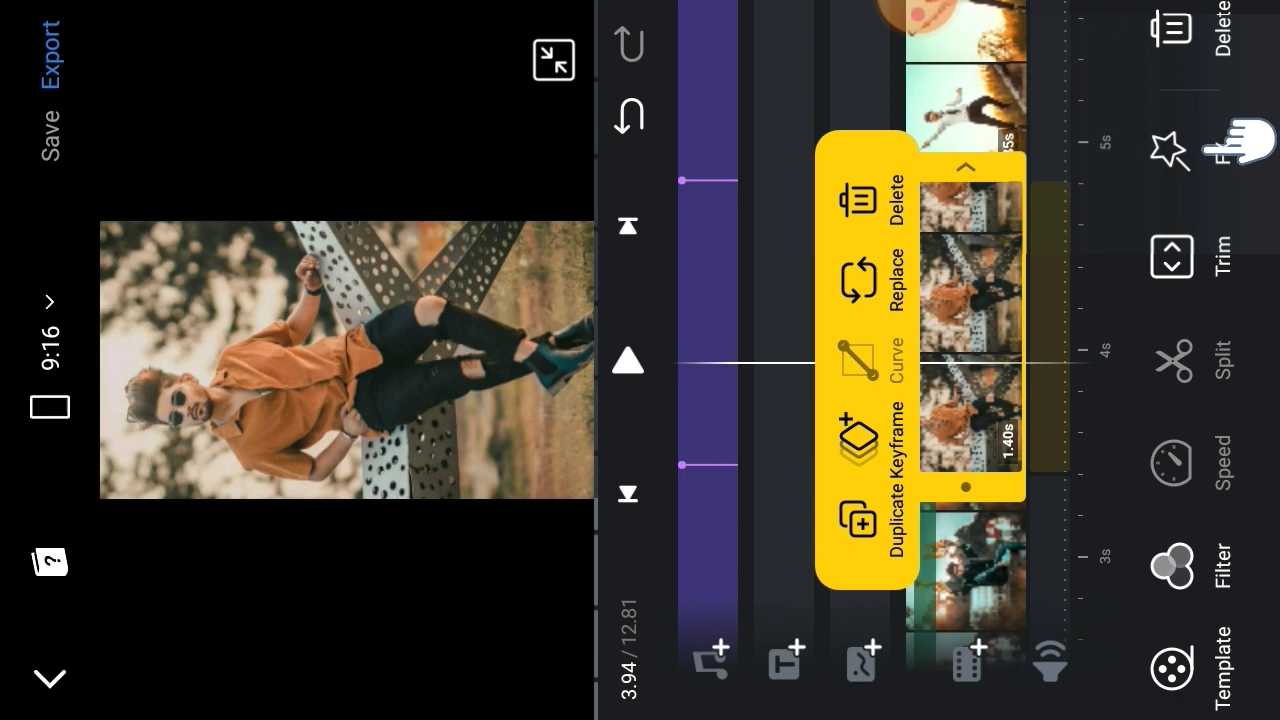 9:16
Save
Export
3.94 / 12.81
Duplicate
Keyframe
Curve
Replace
Delete
1.40s
3s
4s
5s
Template
Filter
Speed
Split
Trim
Delete